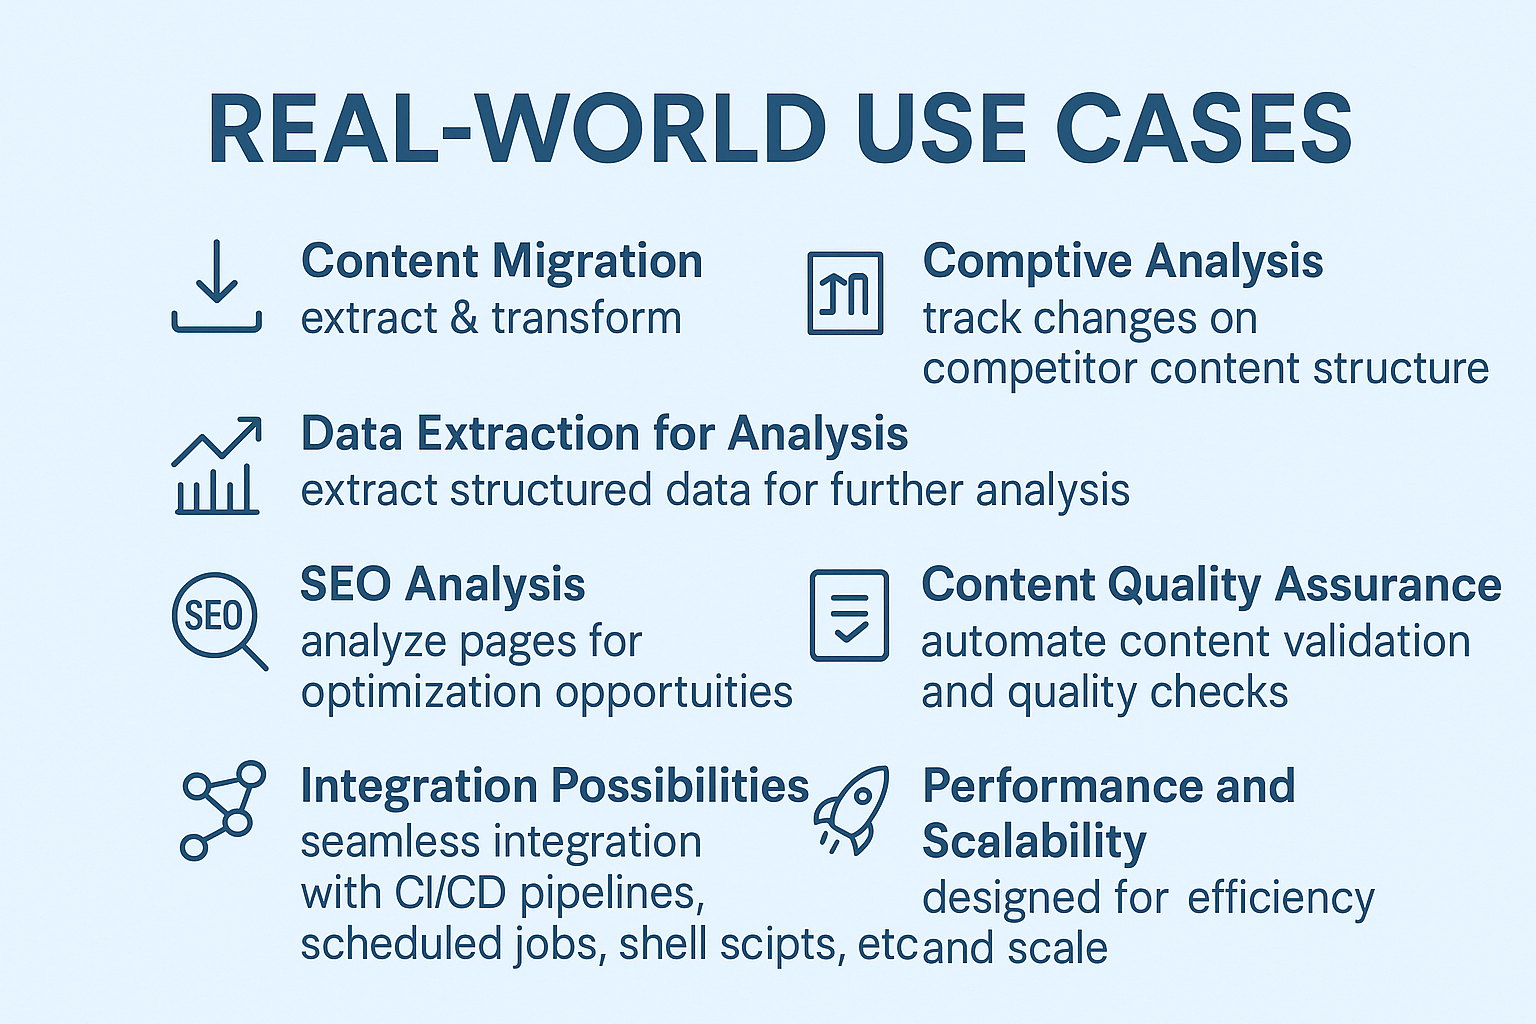 REAL-WORLD USE CASES
Content Migration
extract & transform
Comptive Analysis
track changes on
competitor content structure
Data Extraction for Analysis
extract structured data for further analysis
SEO
SEO Analysis
analyze pages for
optimization opportuities
Content Quality Assurance
automate content validation
and quality checks
Integration Possibilities
seamless integration
with CI/CD pipelines,
scheduled jobs, shell scipts, etc
Performance and
Scalability
designed for efficiency
and scale